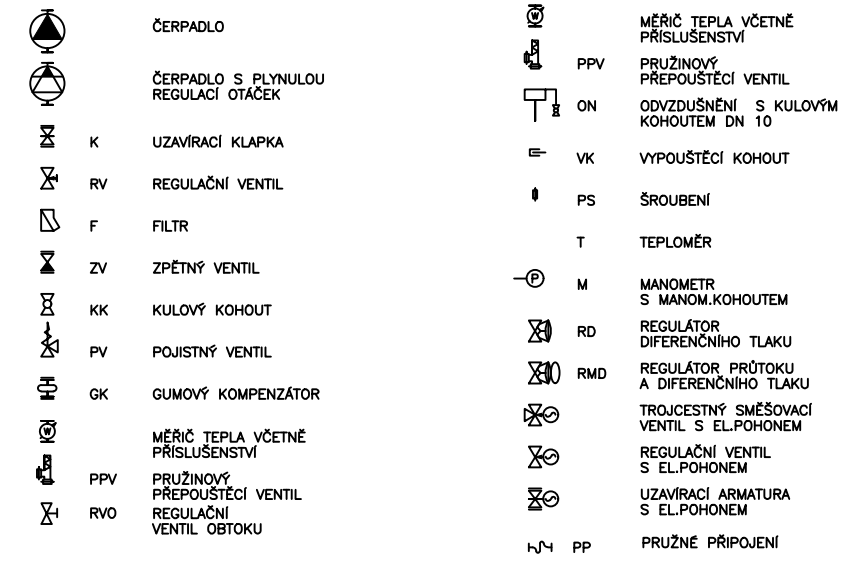 ČERPADLO
ČERPADLO S PLYNULOU
REGULACÍ OTÁČEK
K UZAVÍRACÍ KLAPKA
RV REGULAČNÍ VENTIL
F FILTR
ZV ZPĚTNÝ VENTIL
KK KULOVÝ KOHOUT
PV POJISTNÝ VENTIL
GK GUMOVÝ KOMPENZÁTOR
W MĚŘIČ TEPLA VČETNĚ
PŘÍSLUŠENSTVÍ
PPV PRUŽINOVÝ
PŘEPOUŠTĚCÍ VENTIL
RVO REGULAČNÍ
VENTIL OBTOKU
W MĚŘIČ TEPLA VČETNĚ
PŘÍSLUŠENSTVÍ
PPV PRUŽINOVÝ
PŘEPOUŠTĚCÍ VENTIL
ON ODVZDUŠNĚNÍ S KULOVÝM
KOHOUTEM DN 10
VK VYPOUŠTĚCÍ KOHOUT
PS ŠROUBENÍ
T TEPLOMĚR
P M MANOMETR
S MANOM.KOHOUTEM
RD REGULÁTOR
DIFERENČNÍHO TLAKU
RMD REGULÁTOR PRŮTOKU
A DIFERENČNÍHO TLAKU
TROJCESTNÝ SMĚŠOVACÍ
VENTIL S EL.POHONEM
REGULAČNÍ VENTIL
S EL.POHONEM
UZAVÍRACÍ ARMATURA
S EL.POHONEM
PP PRUŽNÉ PŘIPOJENÍ